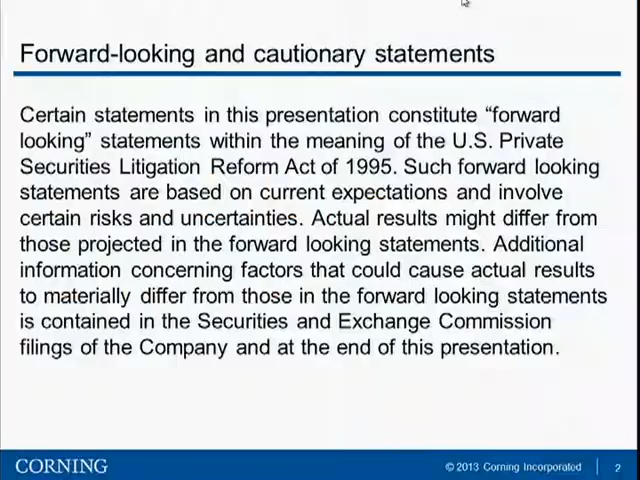 Forward-looking and cautionary statements
Certain statements in this presentation constitute “forward
looking” statements within the meaning of the U.S. Private
Securities Litigation Reform Act of 1995. Such forward looking
statements are based on current expectations and involve
certain risks and uncertainties. Actual results might differ from
those projected in the forward looking statements. Additional
information concerning factors that could cause actual results
to materially differ from those in the forward looking statements
is contained in the Securities and Exchange Commission
filings of the Company and at the end of this presentation.
CORNING
© 2013 Corning Incorporated
2